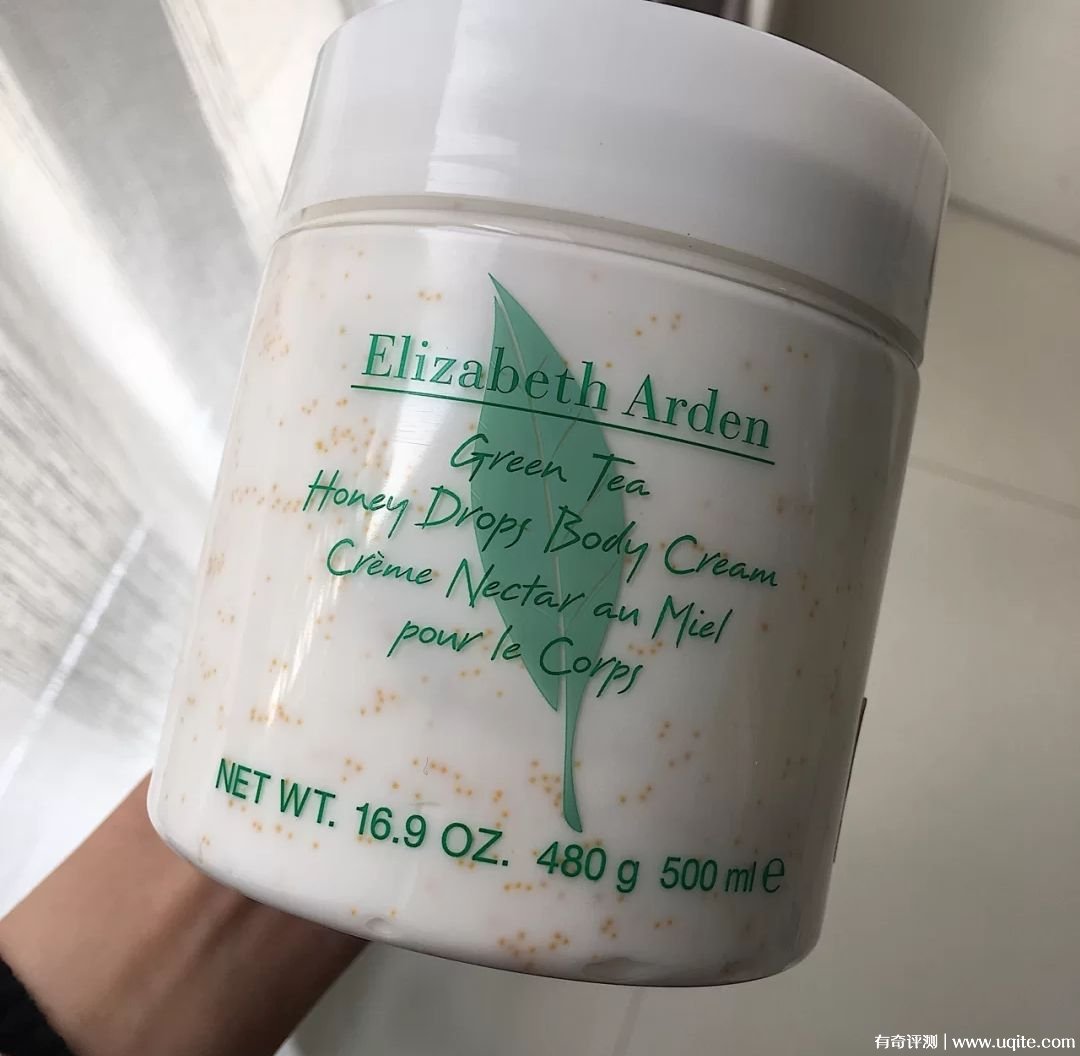 Elizabeth Arden
Green Tea
Honey Drops Body Cream
Crème Nectar au Miel
pour le Corps
NET WT. 16.9 OZ. 480 g 500 ml e
有奇评测 | www.uqite.com